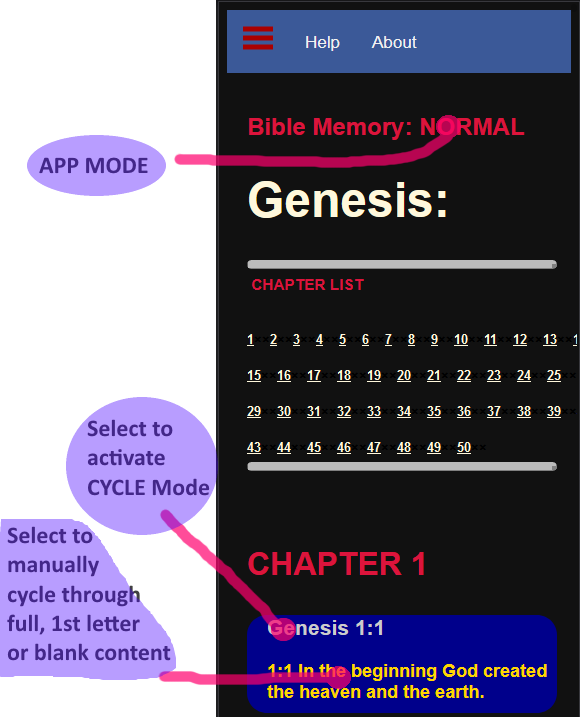 Help About
Bible Memory: NORMAL
APP MODE
Genesis:
CHAPTER LIST
1 2 3 4 5 6 7 8 9 10 11 12 13 1
15 16 17 18 19 20 21 22 23 24 25
29 30 31 32 33 34 35 36 37 38 39
43 44 45 46 47 48 49 50
Select to
activate
CYCLE Mode
Select to
manually
cycle through
full, 1st letter
or blank content
CHAPTER 1
Genesis 1:1
1:1 In the beginning God created
the heaven and the earth.